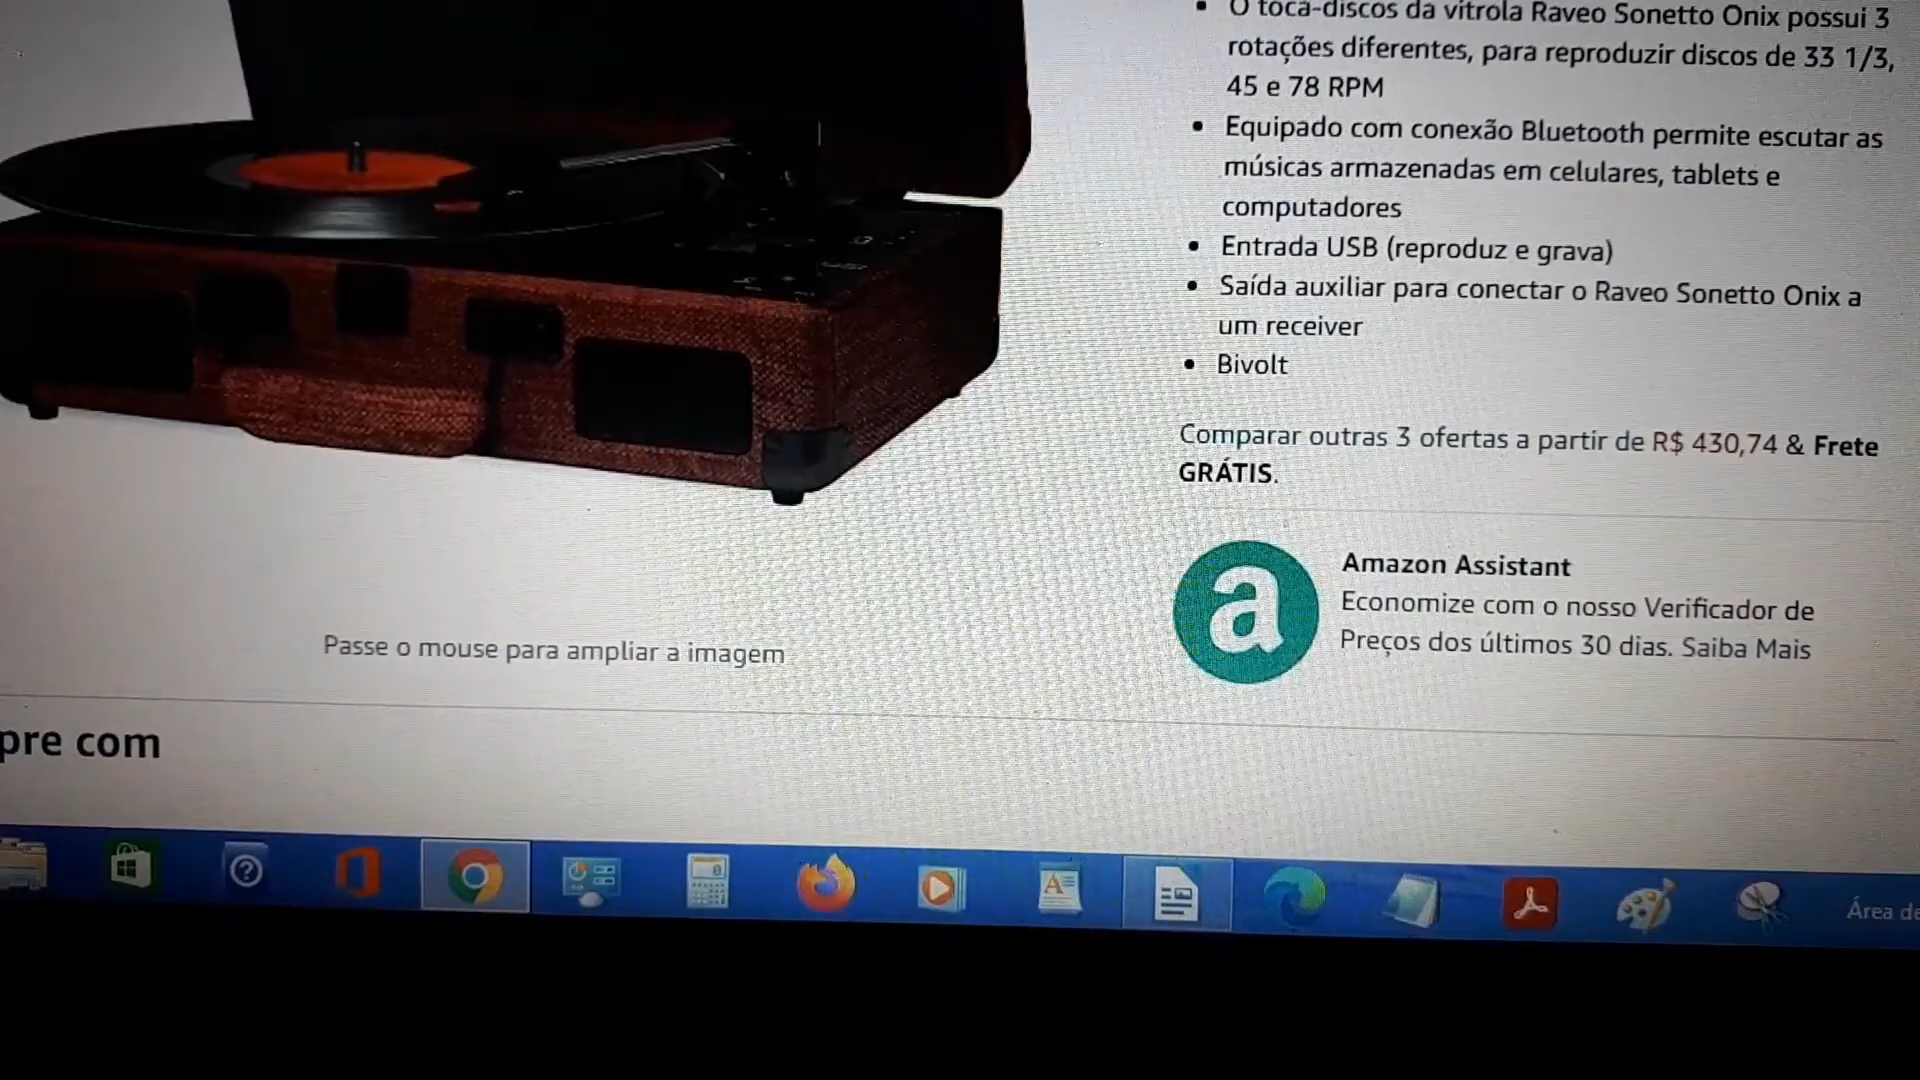 O toca-discos da vitrola Raveo Sonetto Onix possui 3
rotações diferentes, para reproduzir discos de 33 1/3,
45 e 78 RPM
Equipado com conexão Bluetooth permite escutar as
músicas armazenadas em celulares, tablets e
computadores
Entrada USB (reproduz e grava)
Saída auxiliar para conectar o Raveo Sonetto Onix a
um receiver
Bivolt
Comparar outras 3 ofertas a partir de R$ 430,74 & Frete
GRÁTIS.
a
Amazon Assistant
Economize com o nosso Verificador de
Preços dos últimos 30 dias. Saiba Mais
Passe o mouse para ampliar a imagem
pre com
Área de